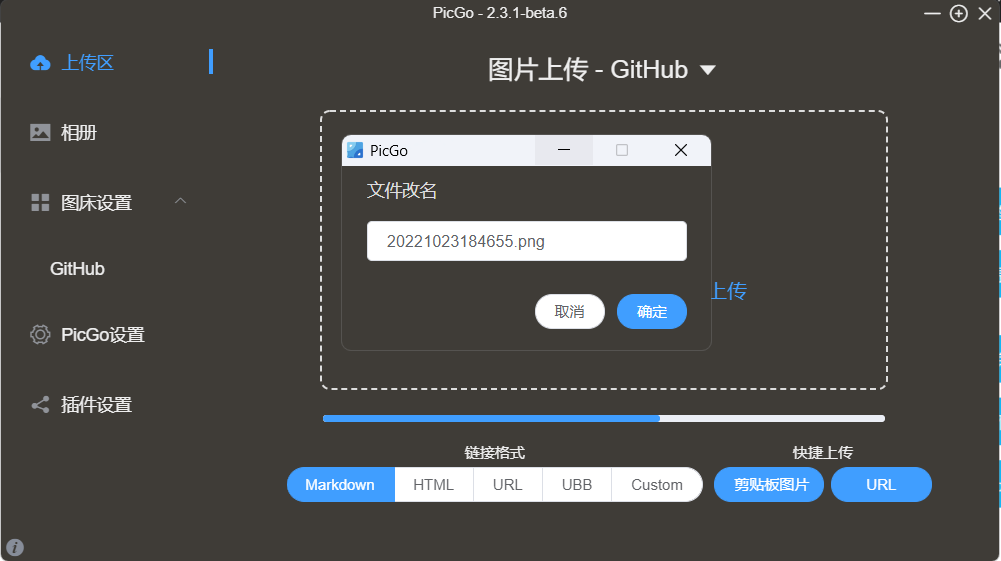 PicGo - 2.3.1-beta.6
上传区
相册
图床设置
GitHub
PicGo设置
插件设置
图片上传 - GitHub
PicGo
文件改名
20221023184655.png
取消
确定
上传
链接格式
快捷上传
Markdown
HTML
URL
UBB
Custom
剪贴板图片
URL